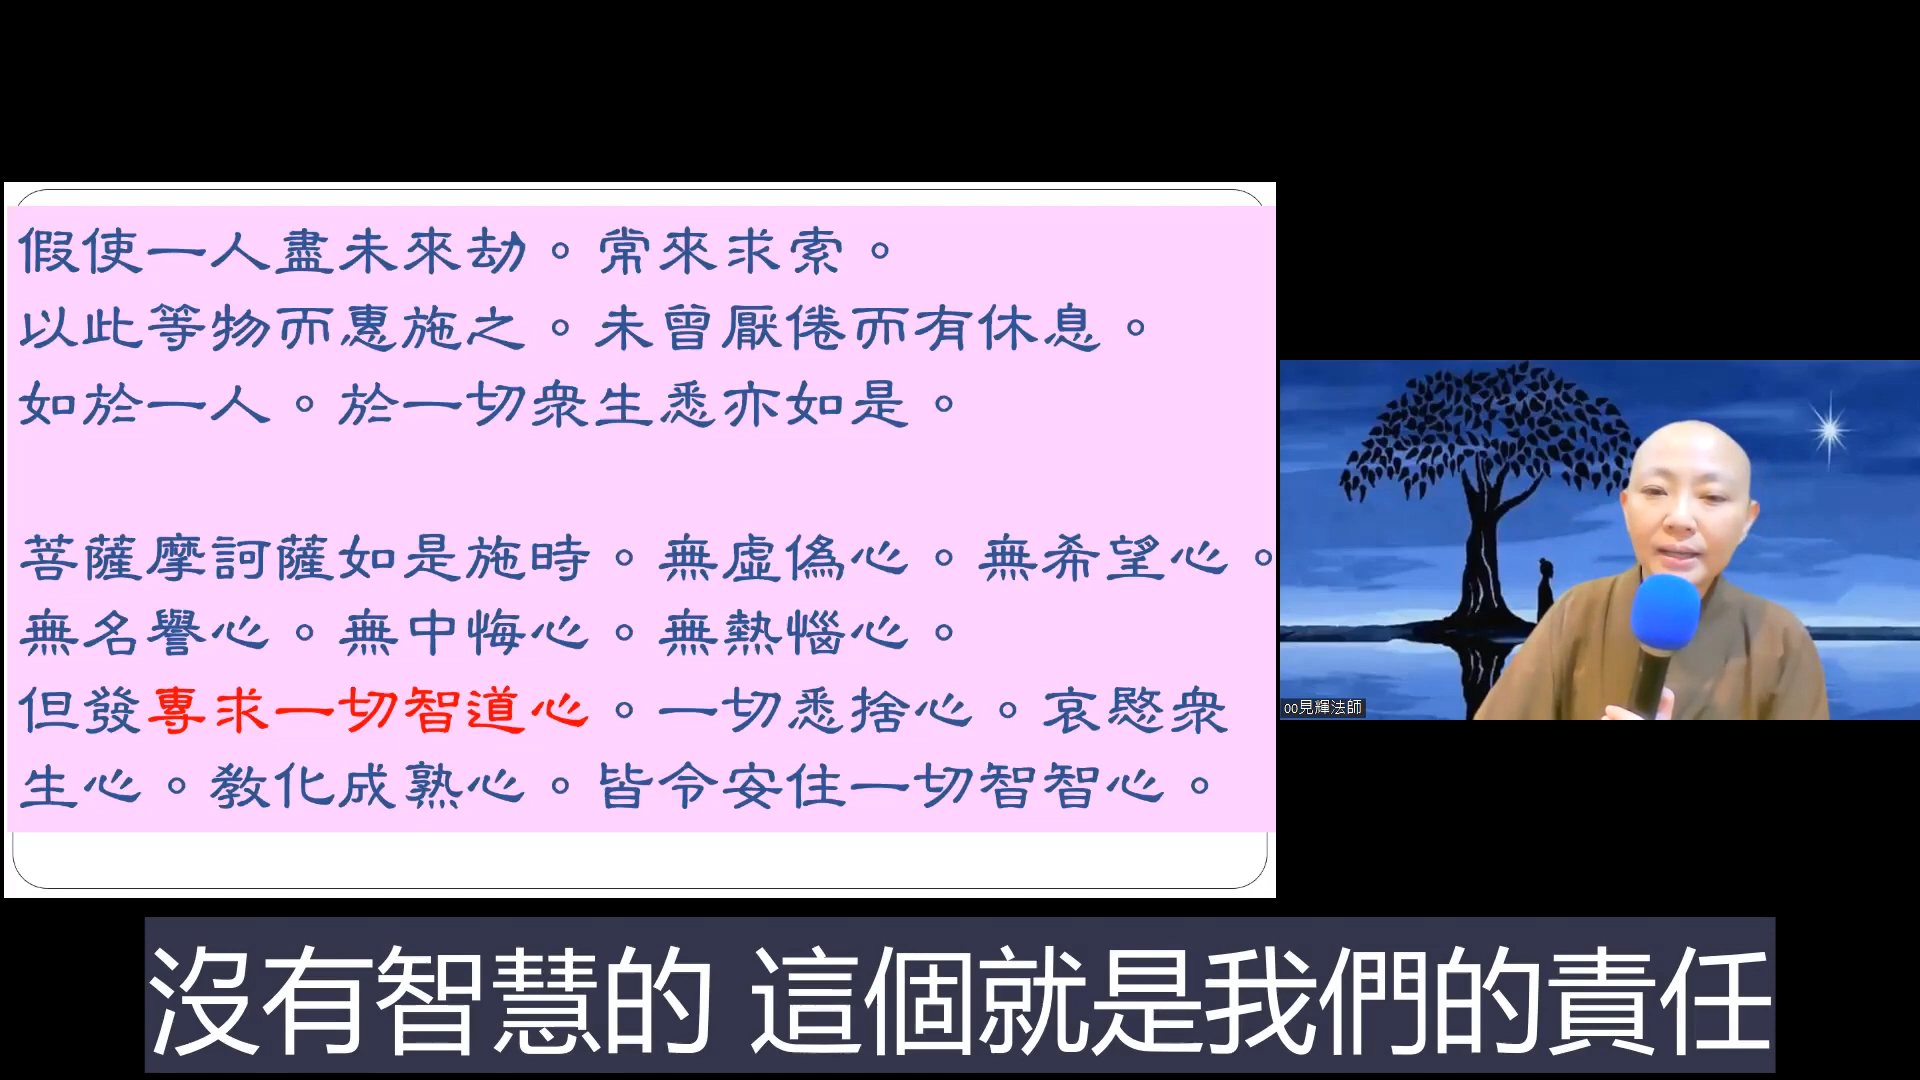 假使一人盡未來劫。常來求索。
以此等物而惠施之。未曾厭倦而有休息。
如於一人。於一切衆生悉亦如是。
菩薩摩訶薩如是施時。無虛偽心。無希望心。
無名譽心。無中悔心。無熱惱心。
但發專求一切智道心。一切悉捨心。哀愍衆
生心。教化成熟心。皆令安住一切智智心。
oo見輝法師
沒有智慧的 這個就是我們的責任